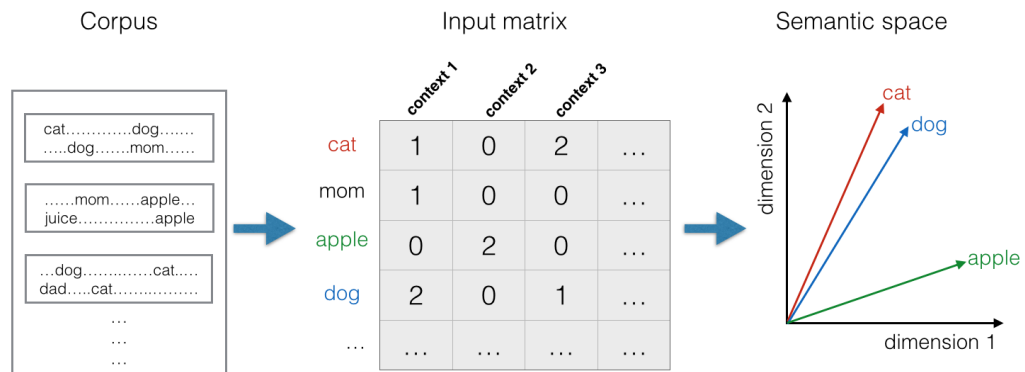 Corpus
Input matrix
Semantic space
cat.............dog.......
.....dog.......mom......
......mom......apple...
juice...............apple
...dog...............cat.....
dad.....cat.................
...
...
...
context 1
context 2
context 3
cat 1 0 2 ...
mom 1 0 0 ...
apple 0 2 0 ...
dog 2 0 1 ...
... ... ... ... ...
dimension 2
cat
dog
apple
dimension 1